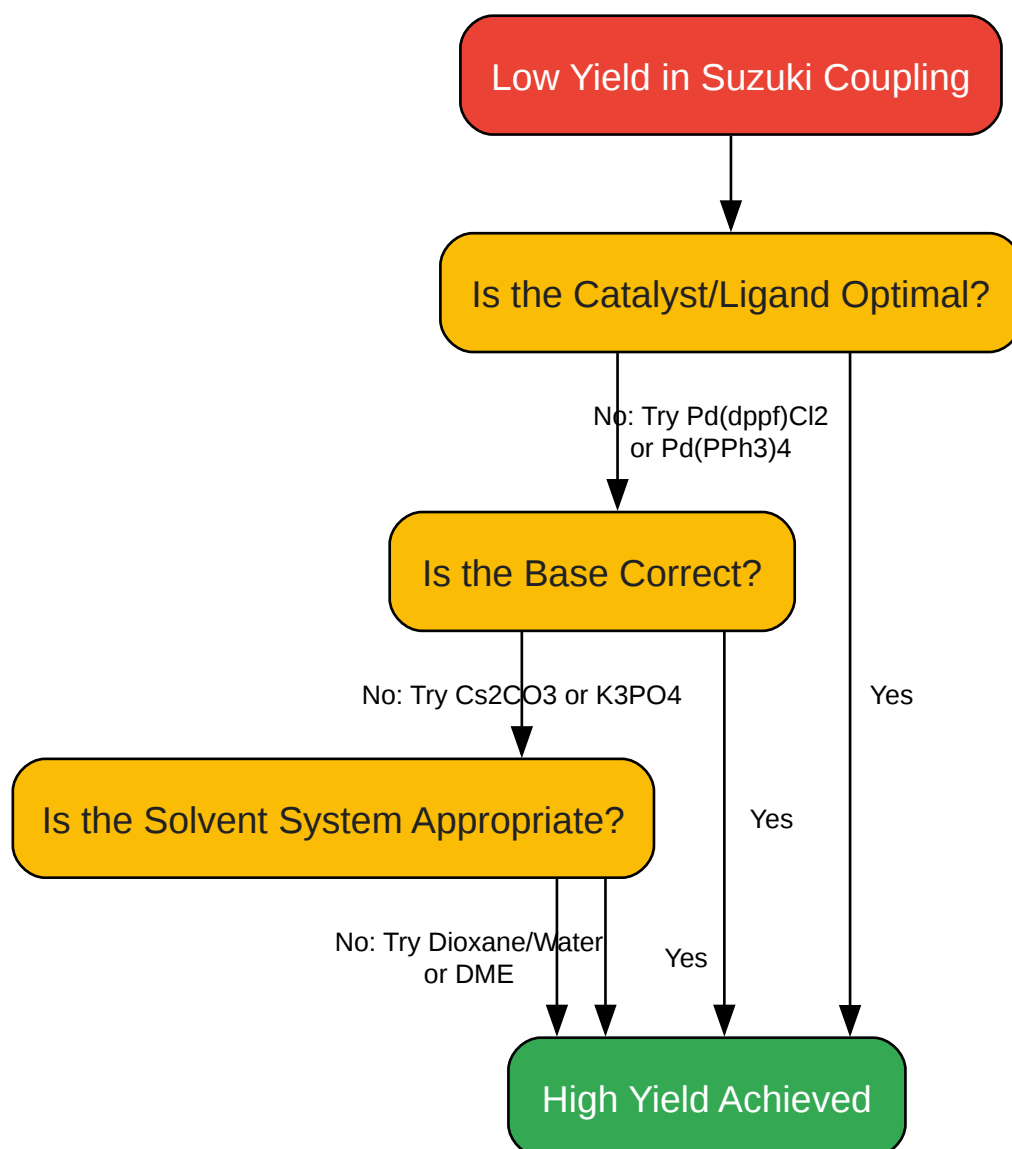 Low Yield in Suzuki Coupling
Is the Catalyst/Ligand Optimal?
No: Try Pd(dppf)Cl2
or Pd(PPh3)4
Is the Base Correct?
No: Try Cs2CO3 or K3PO4
Yes
Is the Solvent System Appropriate?
Yes
No: Try Dioxane/Water
or DME
Yes
High Yield Achieved